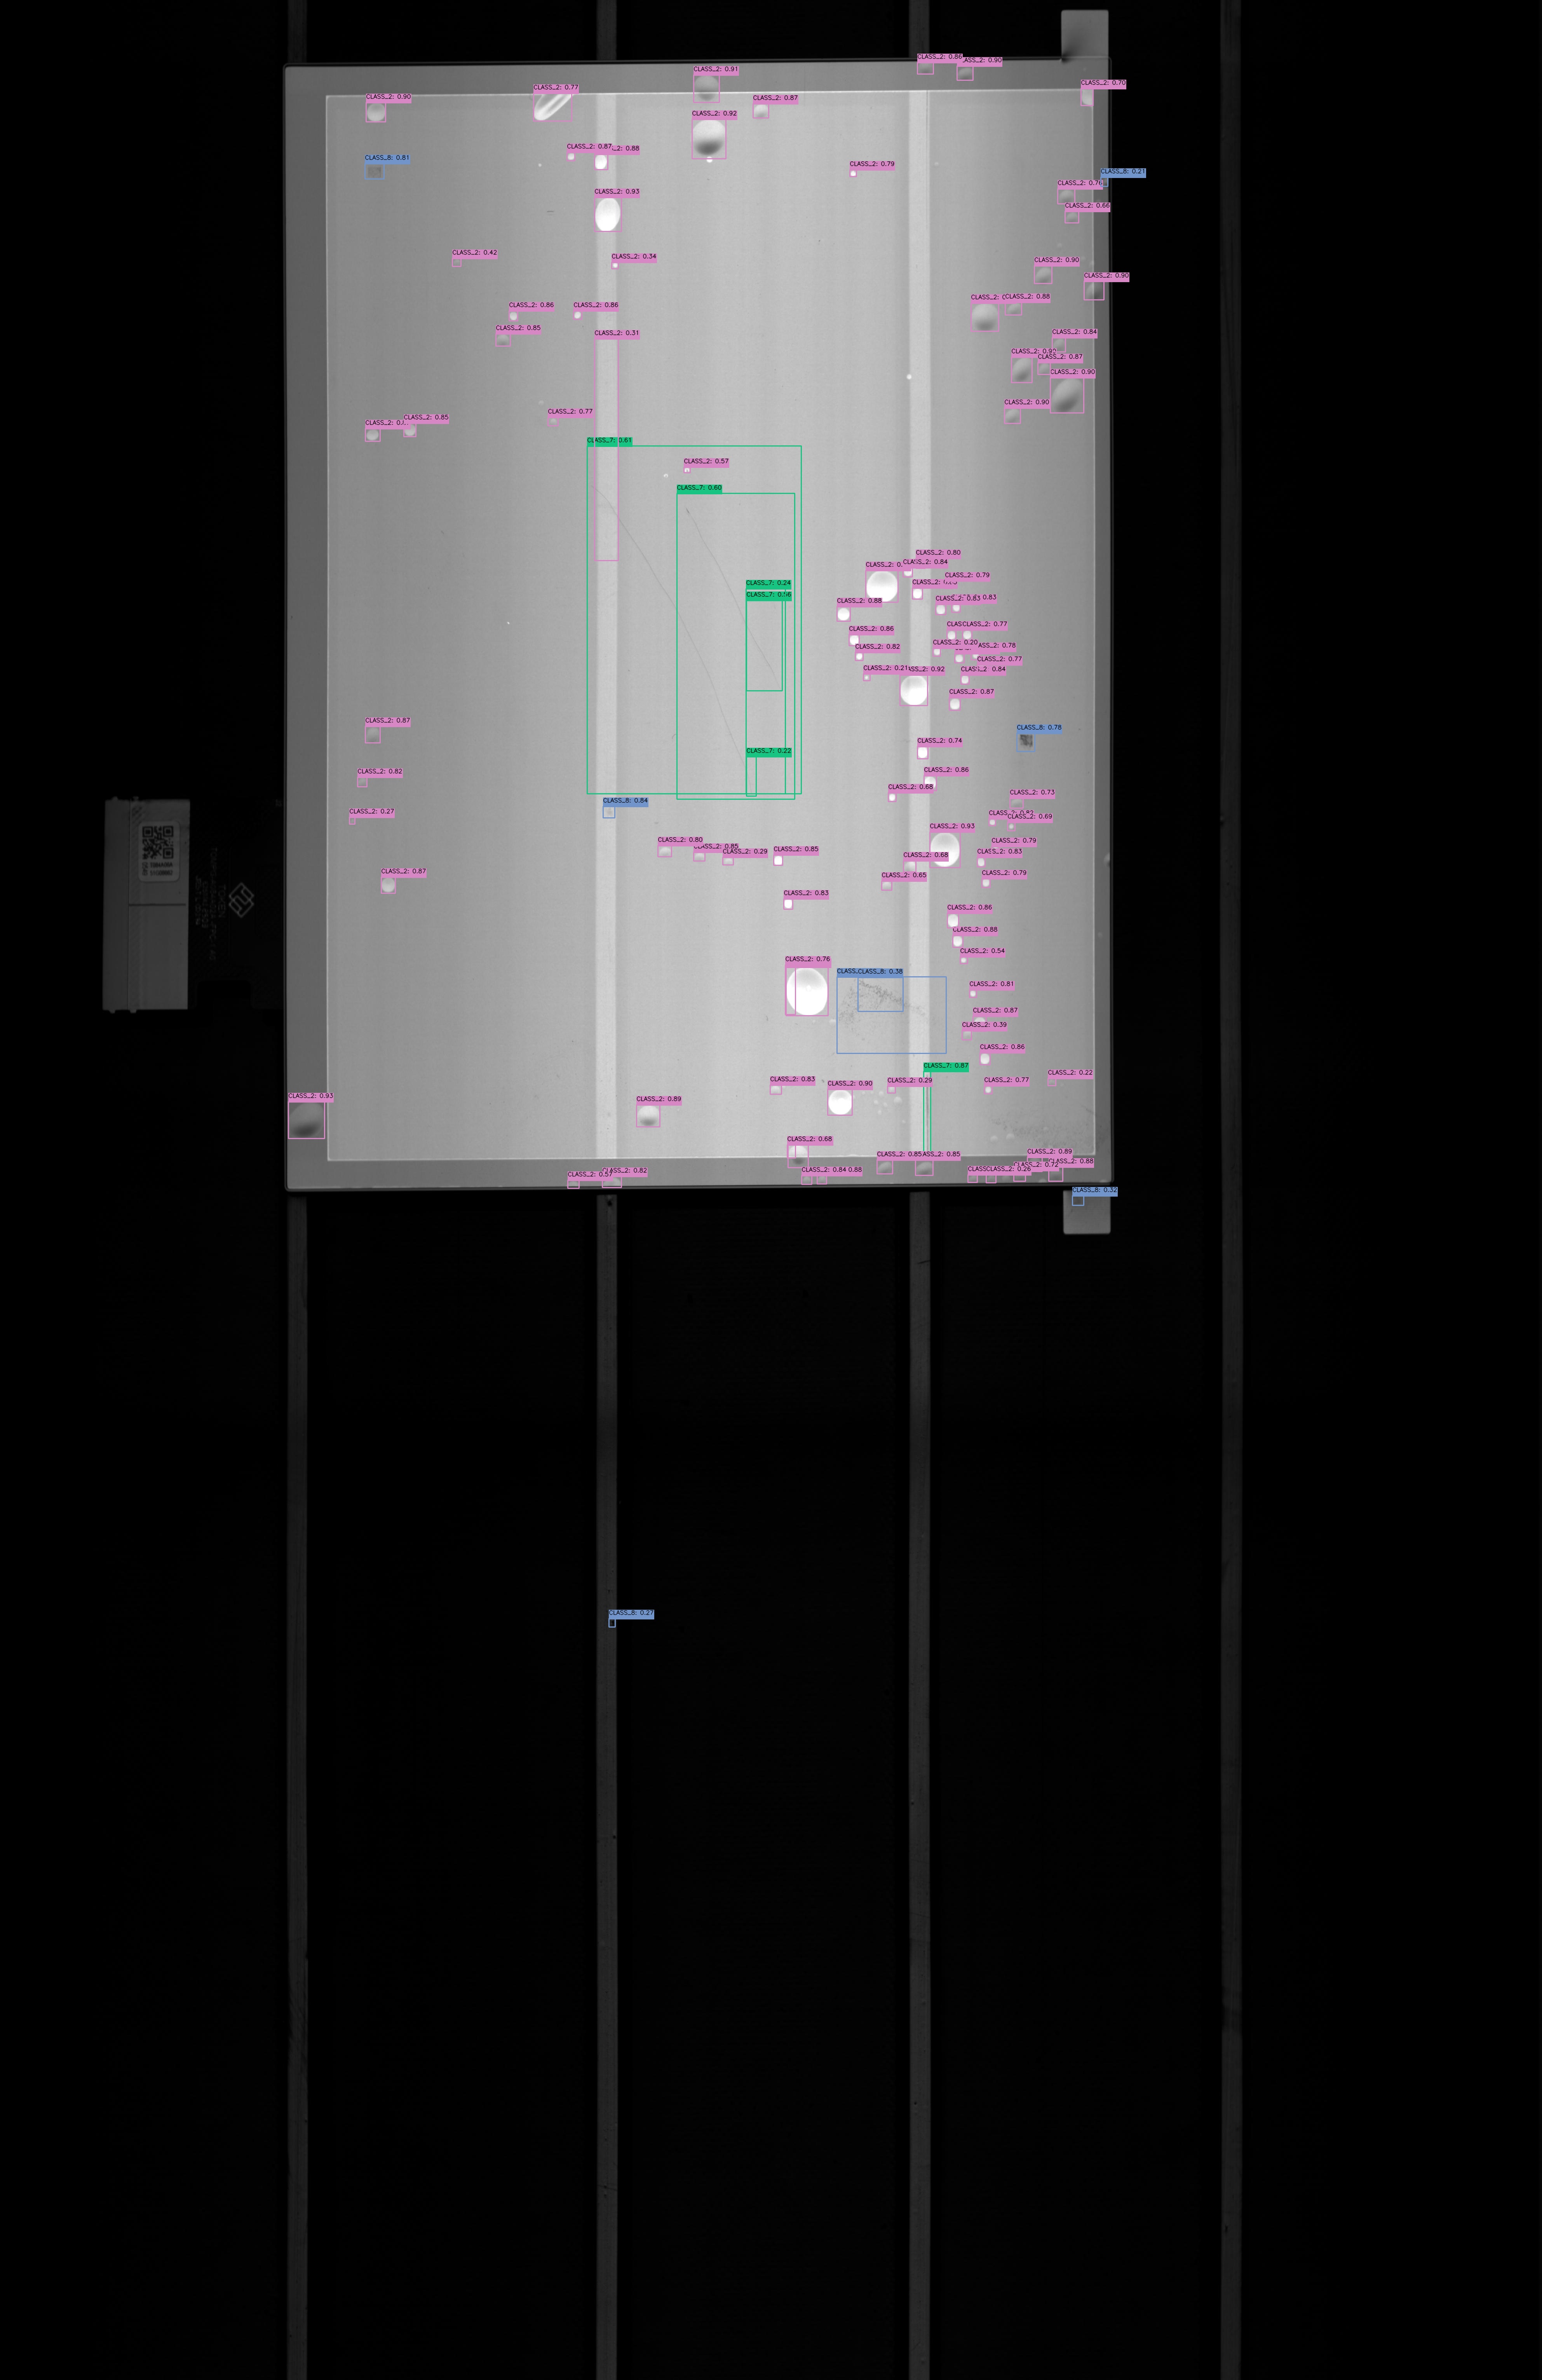 CLASS_2: 0.86
CLASS_2: 0.90
CLASS_2: 0.91
CLASS_2: 0.70
CLASS_2: 0.77
CLASS_2: 0.90
CLASS_2: 0.87
CLASS_2: 0.92
CLASS_2: 0.87
0.88
CLASS_8: 0.81
CLASS_2: 0.79
CLASS_8: 0.21
CLASS_2: 0.76
CLASS_2: 0.93
CLASS_2: 0.66
CLASS_2: 0.42
CLASS_2: 0.34
CLASS_2: 0.90
CLASS_2: 0.90
CLASS_2: 0.88
CLASS_2: 0.86
CLASS_2: 0.86
CLASS_2: 0.85
CLASS_2: 0.31
CLASS_2: 0.84
CLASS_2: 0.92
CLASS_2: 0.87
CLASS_2: 0.90
CLASS_2: 0.90
CLASS_2: 0.77
CLASS_2: 0.85
CLASS_7: 0.61
CLASS_2: 0.57
CLASS_7: 0.60
CLASS_2: 0.80
CLASS_2: 0.84
CLASS_2: 0.79
CLASS_7: 0.24
CLASS_7: 0.56
CLASS_2: 0.88
CLASS_2: 0.83
0.83
CLASS_2: 0.77
CLASS_2: 0.86
CLASS_2: 0.20
CLASS_2: 0.82
0.78
CLASS_2: 0.77
CLASS_2: 0.21
0.92
0.84
CLASS_2: 0.87
CLASS_2: 0.87
CLASS_8: 0.78
CLASS_2: 0.74
CLASS_7: 0.22
CLASS_2: 0.82
CLASS_2: 0.86
CLASS_2: 0.68
CLASS_2: 0.73
CLASS_8: 0.84
CLASS_2: 0.27
CLASS_2: 0.69
CLASS_2: 0.93
CLASS_2: 0.80
CLASS_2: 0.79
CLASS_2: 0.85
CLASS_2: 0.29
CLASS_2: 0.85
CLASS_2: 0.68
CLASS_2: 0.83
CLASS_2: 0.87
CLASS_2: 0.65
CLASS_2: 0.79
CLASS_2: 0.83
CLASS_2: 0.86
CLASS_2: 0.88
CLASS_2: 0.54
CLASS_2: 0.76
CLASS_8: 0.38
CLASS_2: 0.81
CLASS_2: 0.87
CLASS_2: 0.39
CLASS_2: 0.86
CLASS_7: 0.87
CLASS_2: 0.22
CLASS_2: 0.83
CLASS_2: 0.90
CLASS_2: 0.29
CLASS_2: 0.77
CLASS_2: 0.93
CLASS_2: 0.89
CLASS_2: 0.68
CLASS_2: 0.85
0.85
CLASS_2: 0.89
CLASS_2: 0.88
CLASS_2: 0.57
0.82
CLASS_2: 0.84
0.88
CLASS_2: 0.26
0.72
CLASS_8: 0.32
CLASS_8: 0.27